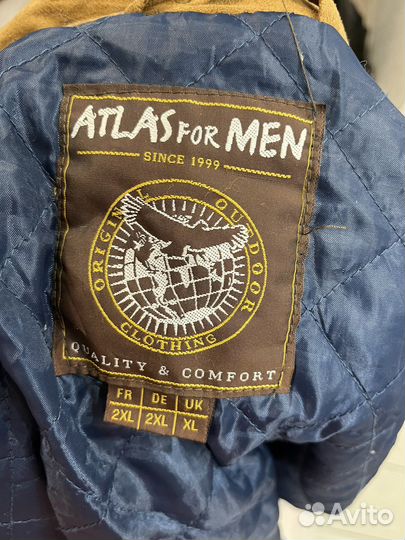 ATLAS FOR MEN
SINCE 1999
ORIGINAL OUTDOOR
CLOTHING
QUALITY & COMFORT
FR DE UK
2XL 2XL XL
Avito